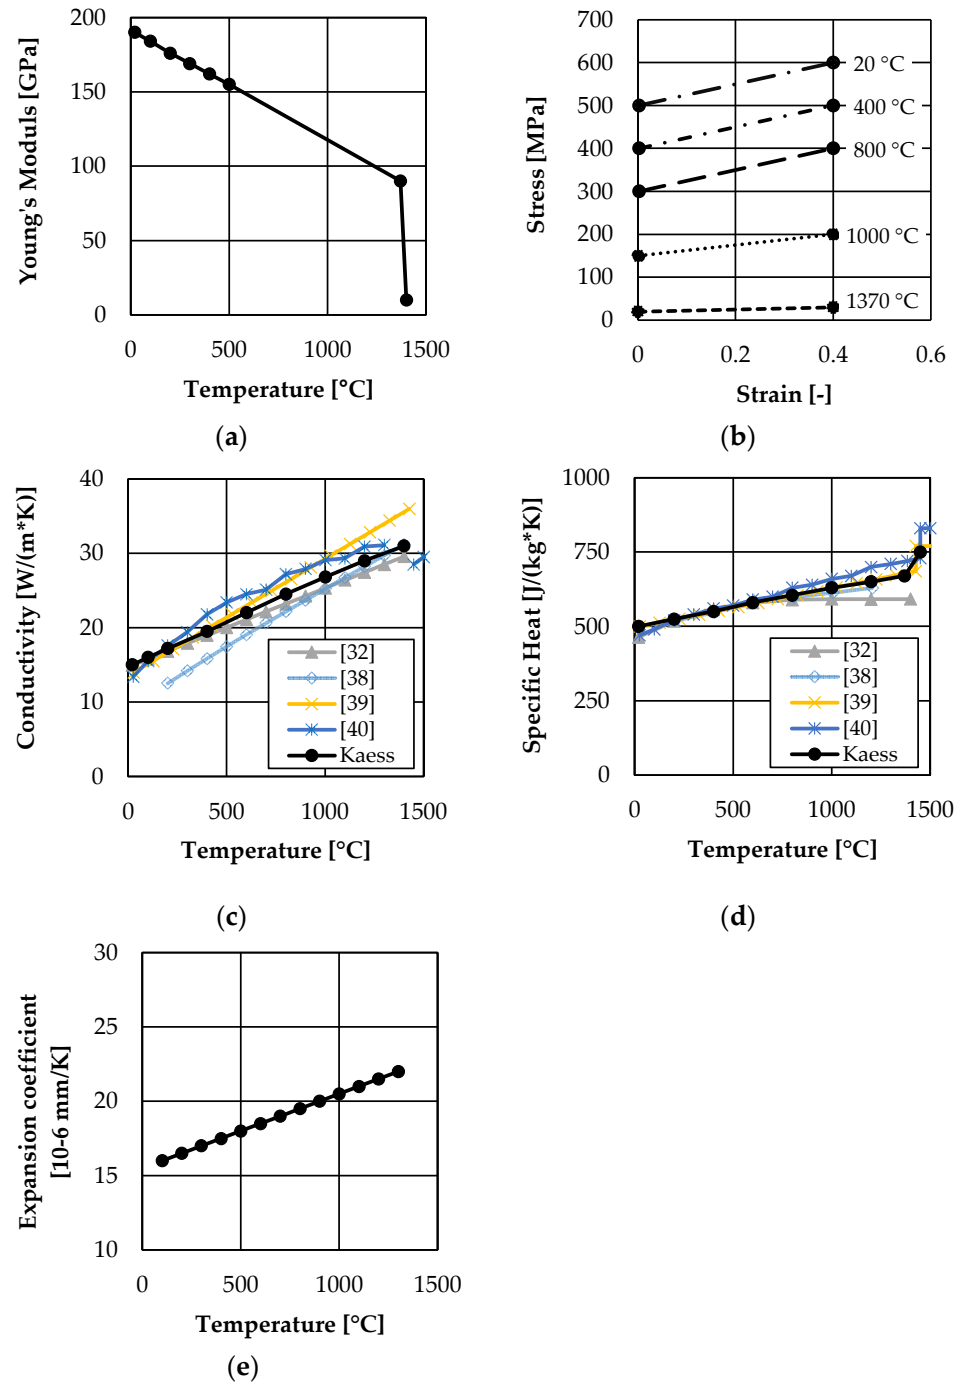 Young's Moduls [GPa]
200
150
100
50
0
0 500 1000 1500
Temperature [°C]
(a)
Stress [MPa]
700
600
500
400
300
200
100
0
20 °C
400 °C
800 °C
1000 °C
1370 °C
0 0.2 0.4 0.6
Strain [-]
(b)
Conductivity [W/(m*K)]
40
30
20
10
0
[32]
[38]
[39]
[40]
Kaess
0 500 1000 1500
Temperature [°C]
(c)
Specific Heat [J/(kg*K)]
1000
750
500
250
0
[32]
[38]
[39]
[40]
Kaess
0 500 1000 1500
Temperature [°C]
(d)
Expansion coefficient
[10-6 mm/K]
30
25
20
15
10
0 500 1000 1500
Temperature [°C]
(e)